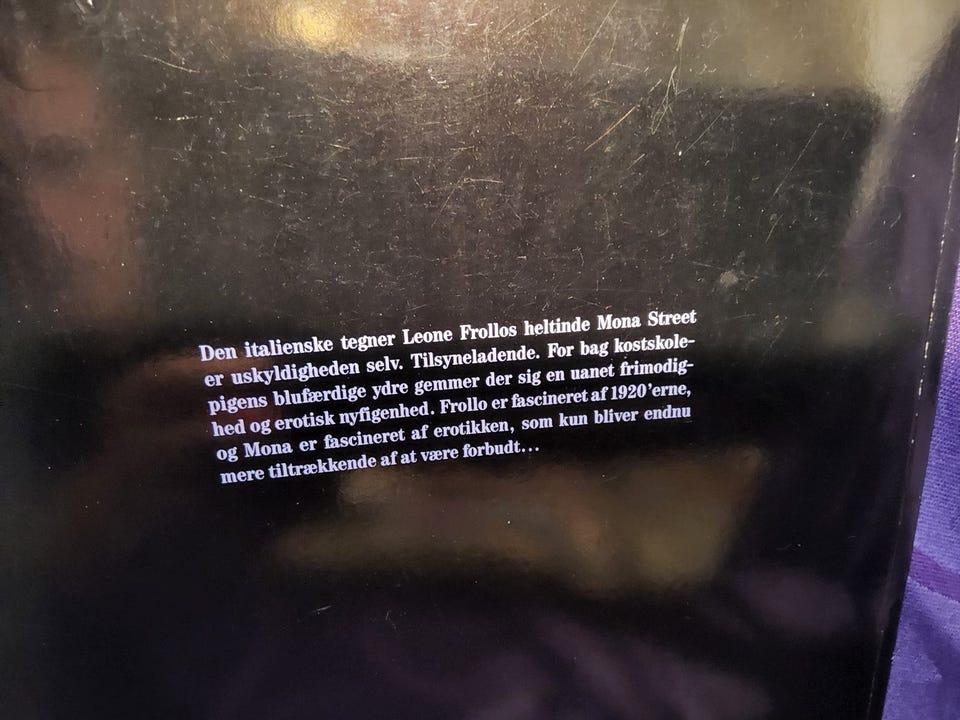 Den italienske tegner Leone Frollos heltinde Mona Street
er uskyldigheden selv. Tilsyneladende. For bag kostskole-
pigens blufærdige ydre gemmer der sig en uanet frimodig-
hed og erotisk nyfigenhed. Frollo er fascineret af 1920’erne,
og Mona er fascineret af erotikken, som kun bliver endnu
mere tiltrækkende af at være forbudt...